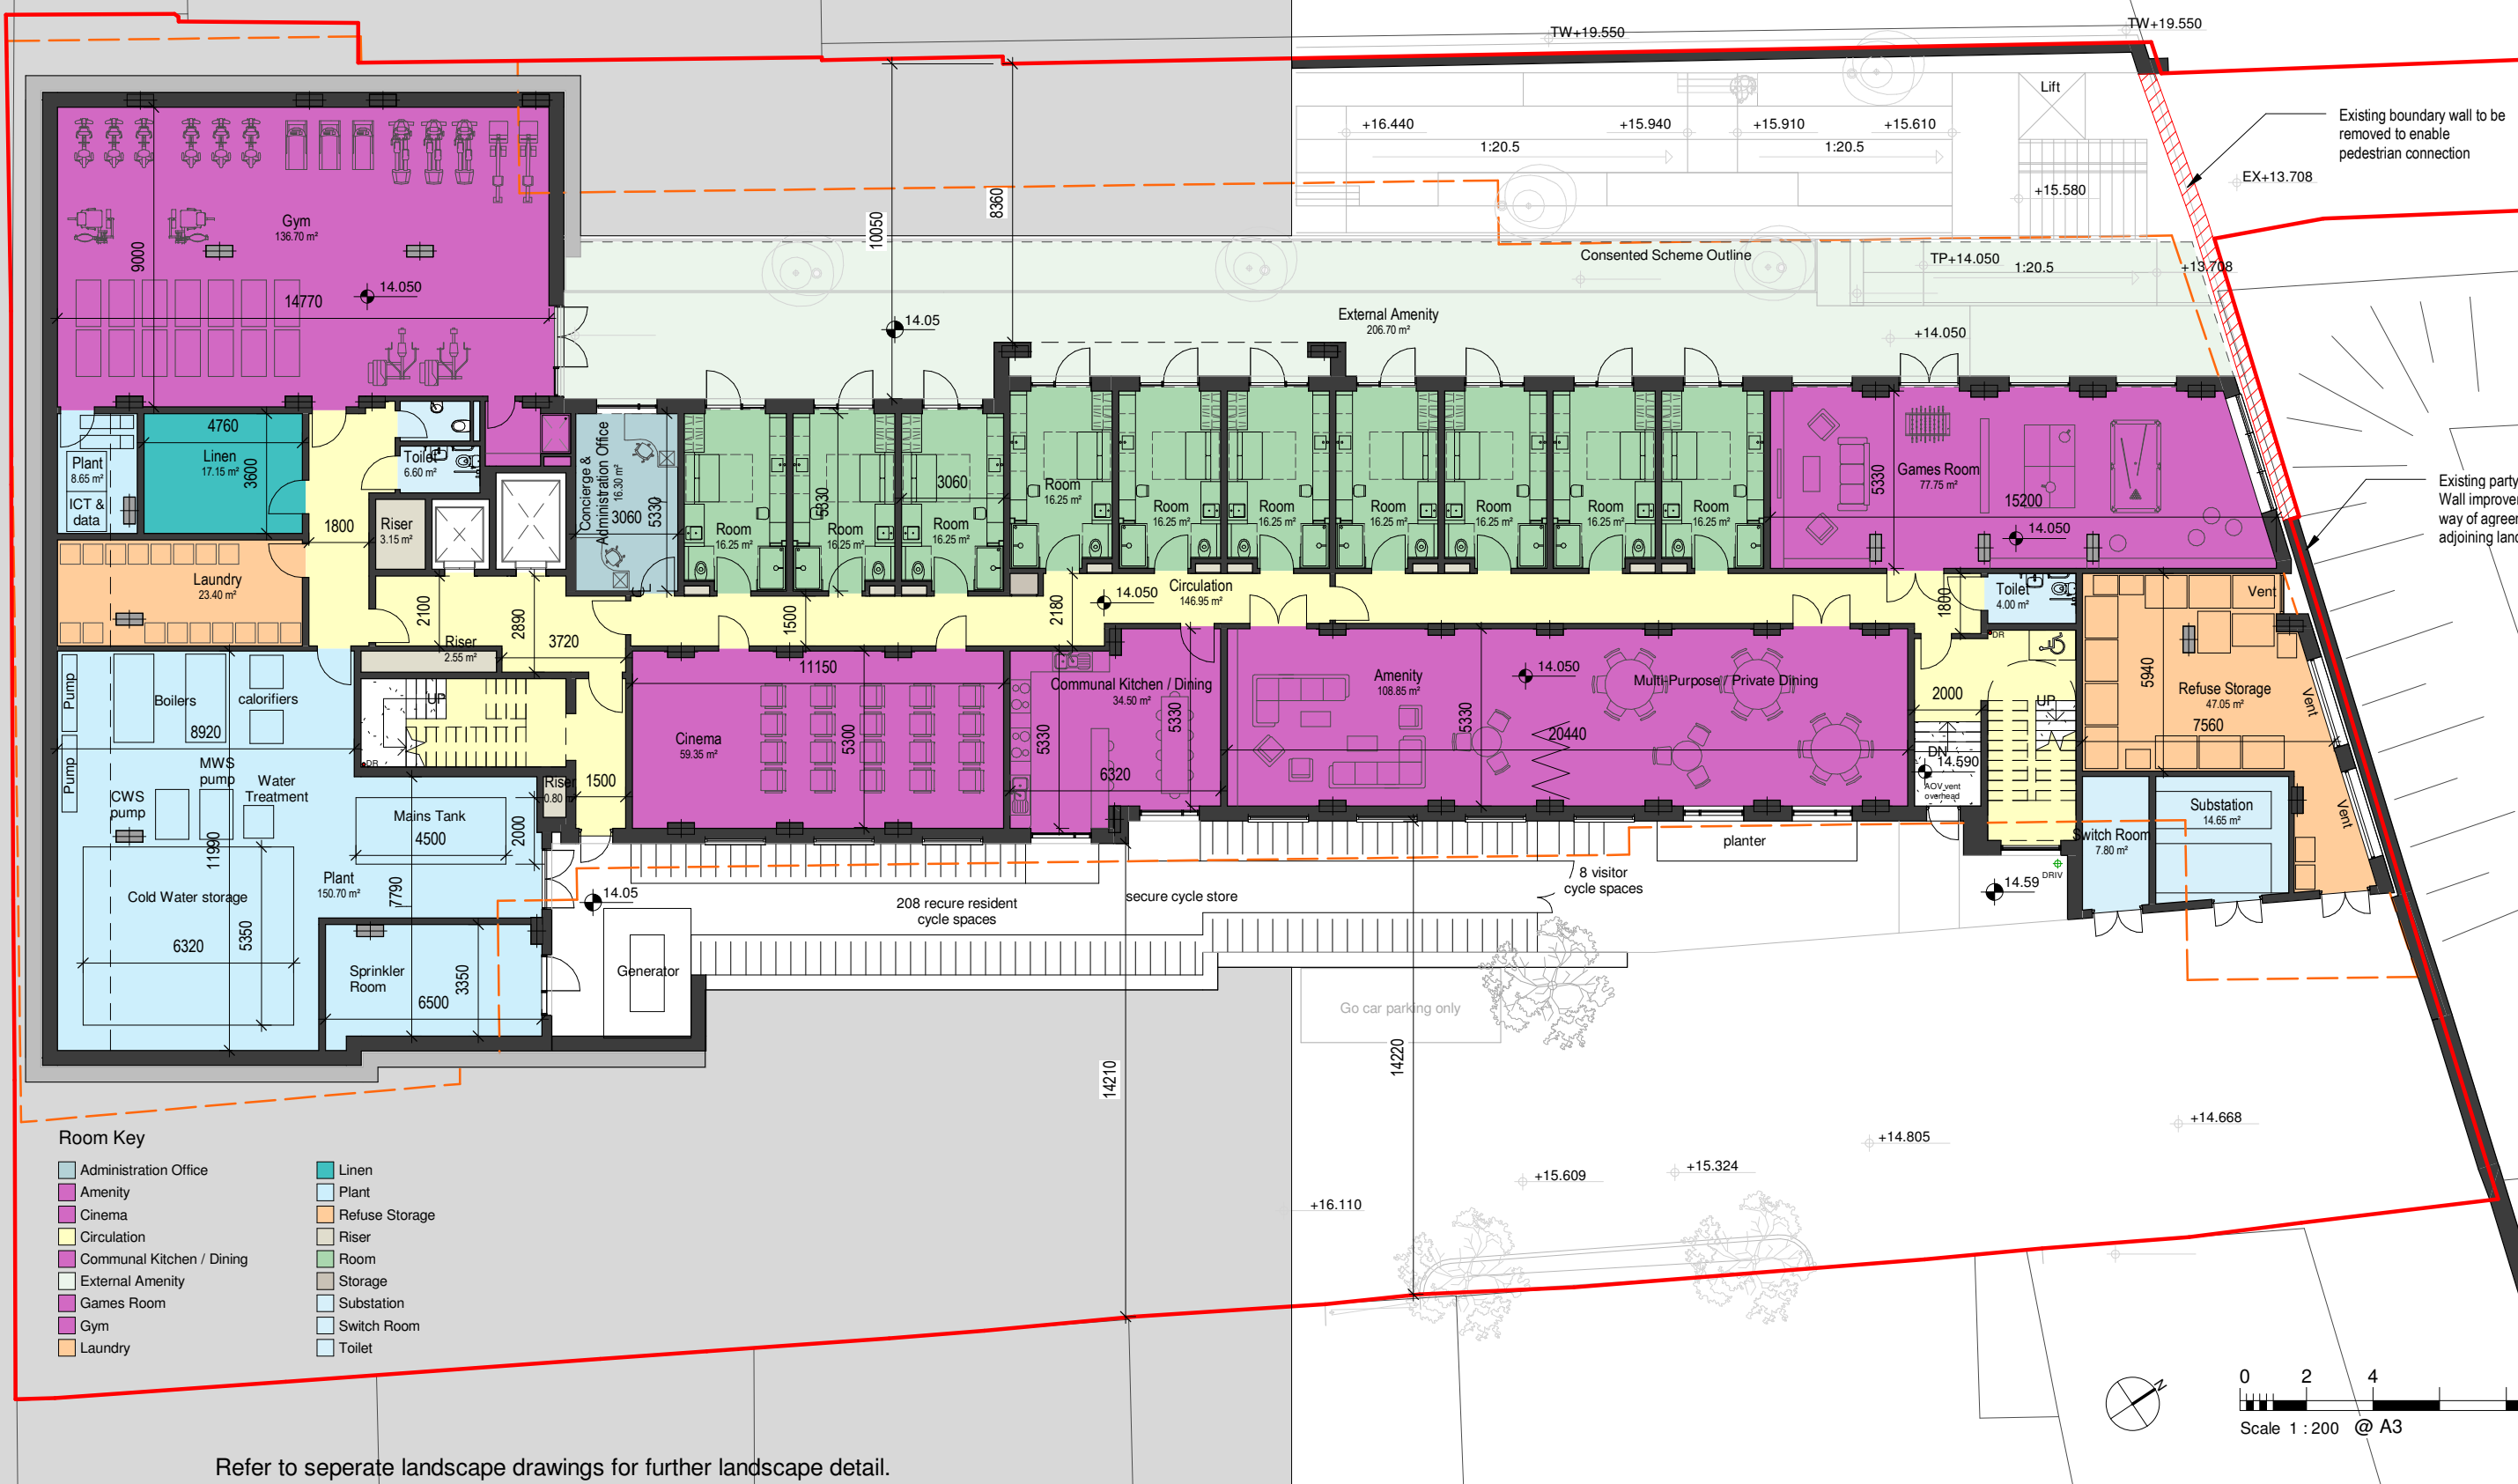 TW+19.550
TW+19.550
Lift
Existing boundary wall to be
removed to enable
pedestrian connection
+16.440
+15.940
+15.910
+15.610
1:20.5
1:20.5
EX+13.708
+15.580
8360
10050
Gym
136.70 m²
9000
14770
14.050
Consented Scheme Outline
TP+14.050
1:20.5
+13.708
14.05
External Amenity
206.70 m²
+14.050
4760
Linen
17.15 m²
3600
Plant
8.65 m²
ICT &
data
Toilet
6.60 m²
Concierge &
Administration Office
16.30 m²
3060
5330
Room
16.25 m²
5330
Room
16.25 m²
3060
Room
16.25 m²
Room
16.25 m²
Room
16.25 m²
Room
16.25 m²
Room
16.25 m²
Room
16.25 m²
Room
16.25 m²
Room
16.25 m²
5330
Games Room
77.75 m²
15200
14.050
Existing party
Wall improve
way of agree
adjoining land
1800
Riser
3.15 m²
Laundry
23.40 m²
2100
2890
3720
Riser
2.55 m²
1500
2180
14.050
Circulation
146.95 m²
1800
Toilet
4.00 m²
DR
Vent
Pump
Boilers
calorifiers
8920
UP
DR
11150
Cinema
59.35 m²
5300
Communal Kitchen / Dining
34.50 m²
5330
5330
6320
Amenity
108.85 m²
14.050
Multi-Purpose / Private Dining
5330
20440
2000
UP
DN
14.590
AOV vent
overhead
5940
Refuse Storage
47.05 m²
7560
Vent
Vent
Pump
MWS
pump
CWS
pump
Water
Treatment
Riser
0.80
1500
Mains Tank
4500
2000
11990
Plant
150.70 m²
7790
Cold Water storage
6320
5350
Sprinkler
Room
6500
3350
14.05
Generator
208 recure resident
cycle spaces
secure cycle store
8 visitor
cycle spaces
planter
Switch Room
7.80 m²
Substation
14.65 m²
DRIV
14.59
Go car parking only
14210
14220
+14.668
+14.805
+15.324
+15.609
+16.110
Room Key
Administration Office
Amenity
Cinema
Circulation
Communal Kitchen / Dining
External Amenity
Games Room
Gym
Laundry
Linen
Plant
Refuse Storage
Riser
Room
Storage
Substation
Switch Room
Toilet
N
0 2 4
Scale 1 : 200 @ A3
Refer to seperate landscape drawings for further landscape detail.